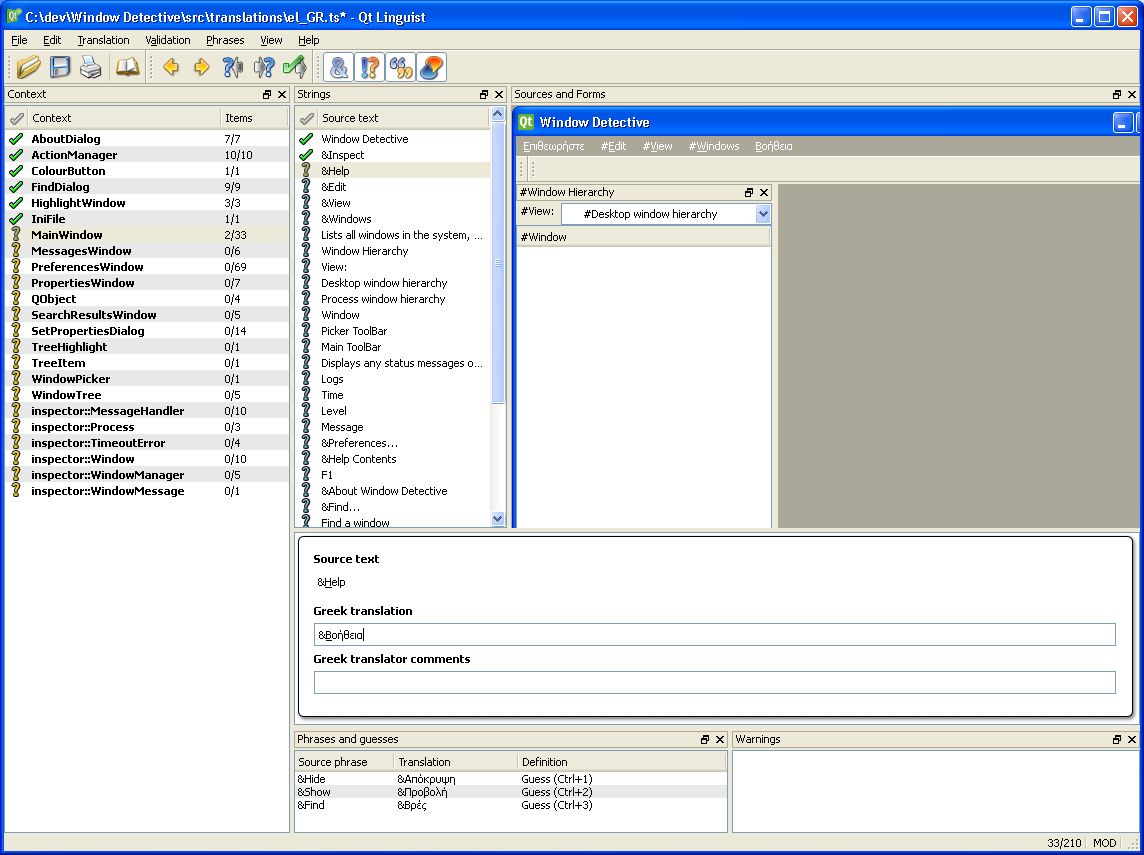 C:\dev\Window Detective\src\translations\el_GR.ts* - Qt Linguist
File Edit Translation Validation Phrases View Help
Context
Context Items
AboutDialog 7/7
ActionManager 10/10
ColourButton 1/1
FindDialog 9/9
HighlightWindow 3/3
IniFile 1/1
MainWindow 2/33
MessagesWindow 0/6
PreferencesWindow 0/69
PropertiesWindow 0/7
QObject 0/4
SearchResultsWindow 0/5
SetPropertiesDialog 0/14
TreeHighlight 0/1
TreeItem 0/1
WindowPicker 0/1
WindowTree 0/5
inspector::MessageHandler 0/10
inspector::Process 0/3
inspector::TimeoutError 0/4
inspector::Window 0/10
inspector::WindowManager 0/5
inspector::WindowMessage 0/1
Strings
Source text
Window Detective
&Inspect
&Help
&Edit
&View
&Windows
Lists all windows in the system, ...
Window Hierarchy
View:
Desktop window hierarchy
Process window hierarchy
Window
Picker ToolBar
Main ToolBar
Displays any status messages o...
Logs
Time
Level
Message
&Preferences...
&Help Contents
F1
&About Window Detective
&Find...
Find a window
Sources and Forms
Qt Window Detective
Επιθεωρήστε #Edit #View #Windows Βοήθεια
#Window Hierarchy
#View: #Desktop window hierarchy
#Window
Source text
&Help
Greek translation
&Βοήθεια
Greek translator comments
Phrases and guesses
Source phrase Translation Definition
&Hide &Απόκρυψη Guess (Ctrl+1)
&Show &Προβολή Guess (Ctrl+2)
&Find &Βρές Guess (Ctrl+3)
Warnings
33/210 MOD